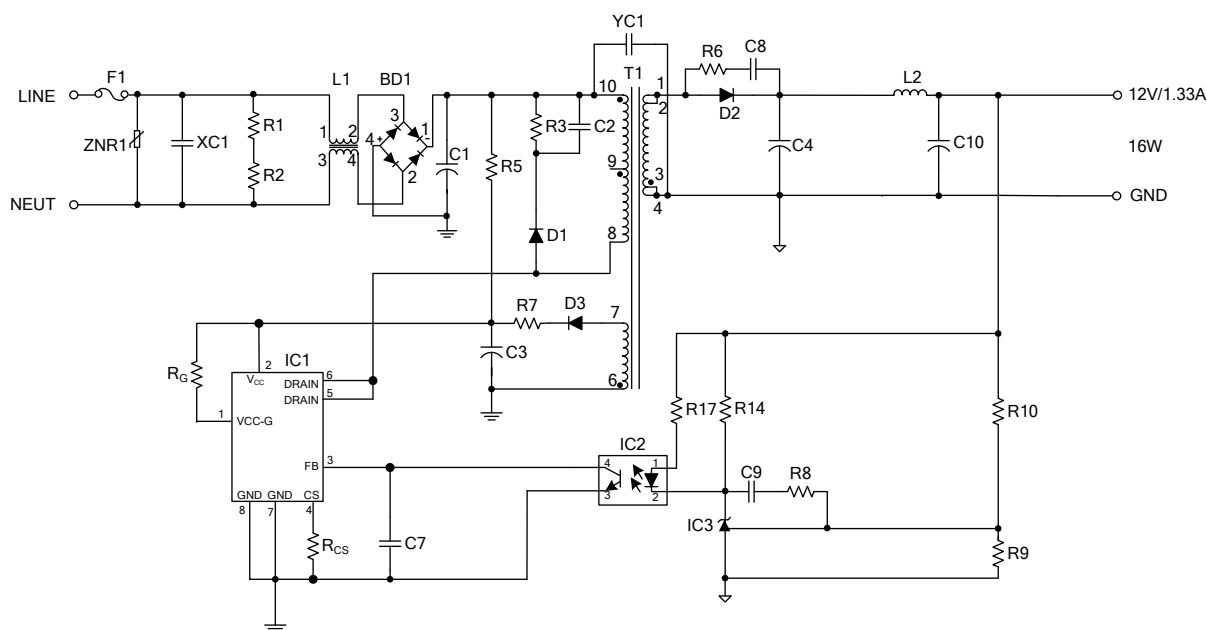 YC1
F1
L1
BD1
T1
R6
C8
L2
LINE
10
1
12V/1.33A
3
R1
R3
C2
2
D2
ZNR1
XC1
1
2
4
+
1
-
C1
R5
9
C4
C10
16W
R2
3
4
2
3
NEUT
4
GND
8
D1
R7
D3
7
RG
2
IC1
C3
VCC
DRAIN
6
6
DRAIN
5
1
VCC-G
R17
R14
R10
IC2
FB
3
4
1
C9
R8
3
2
GND
GND
CS
8
7
4
IC3
RCS
C7
R9